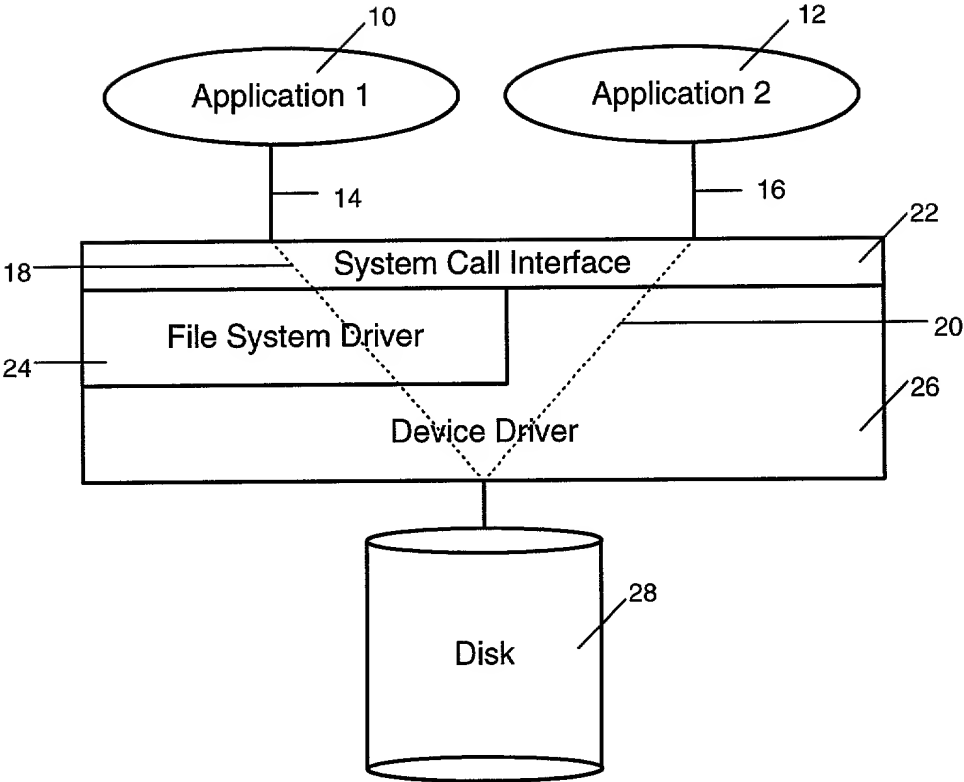 10
12
Application 1
Application 2
14
16
22
18
System Call Interface
File System Driver
20
24
26
Device Driver
28
Disk